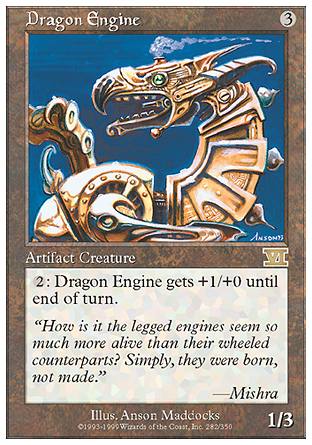 Dragon Engine 3
ANSON93
Artifact Creature
VI
2: Dragon Engine gets +1/+0 until
end of turn.
“How is it the legged engines seem so
much more alive than their wheeled
counterparts? Simply, they were born,
not made.”
—Mishra
Illus. Anson Maddocks
©1993-1999 Wizards of the Coast, Inc. 282/350
1/3